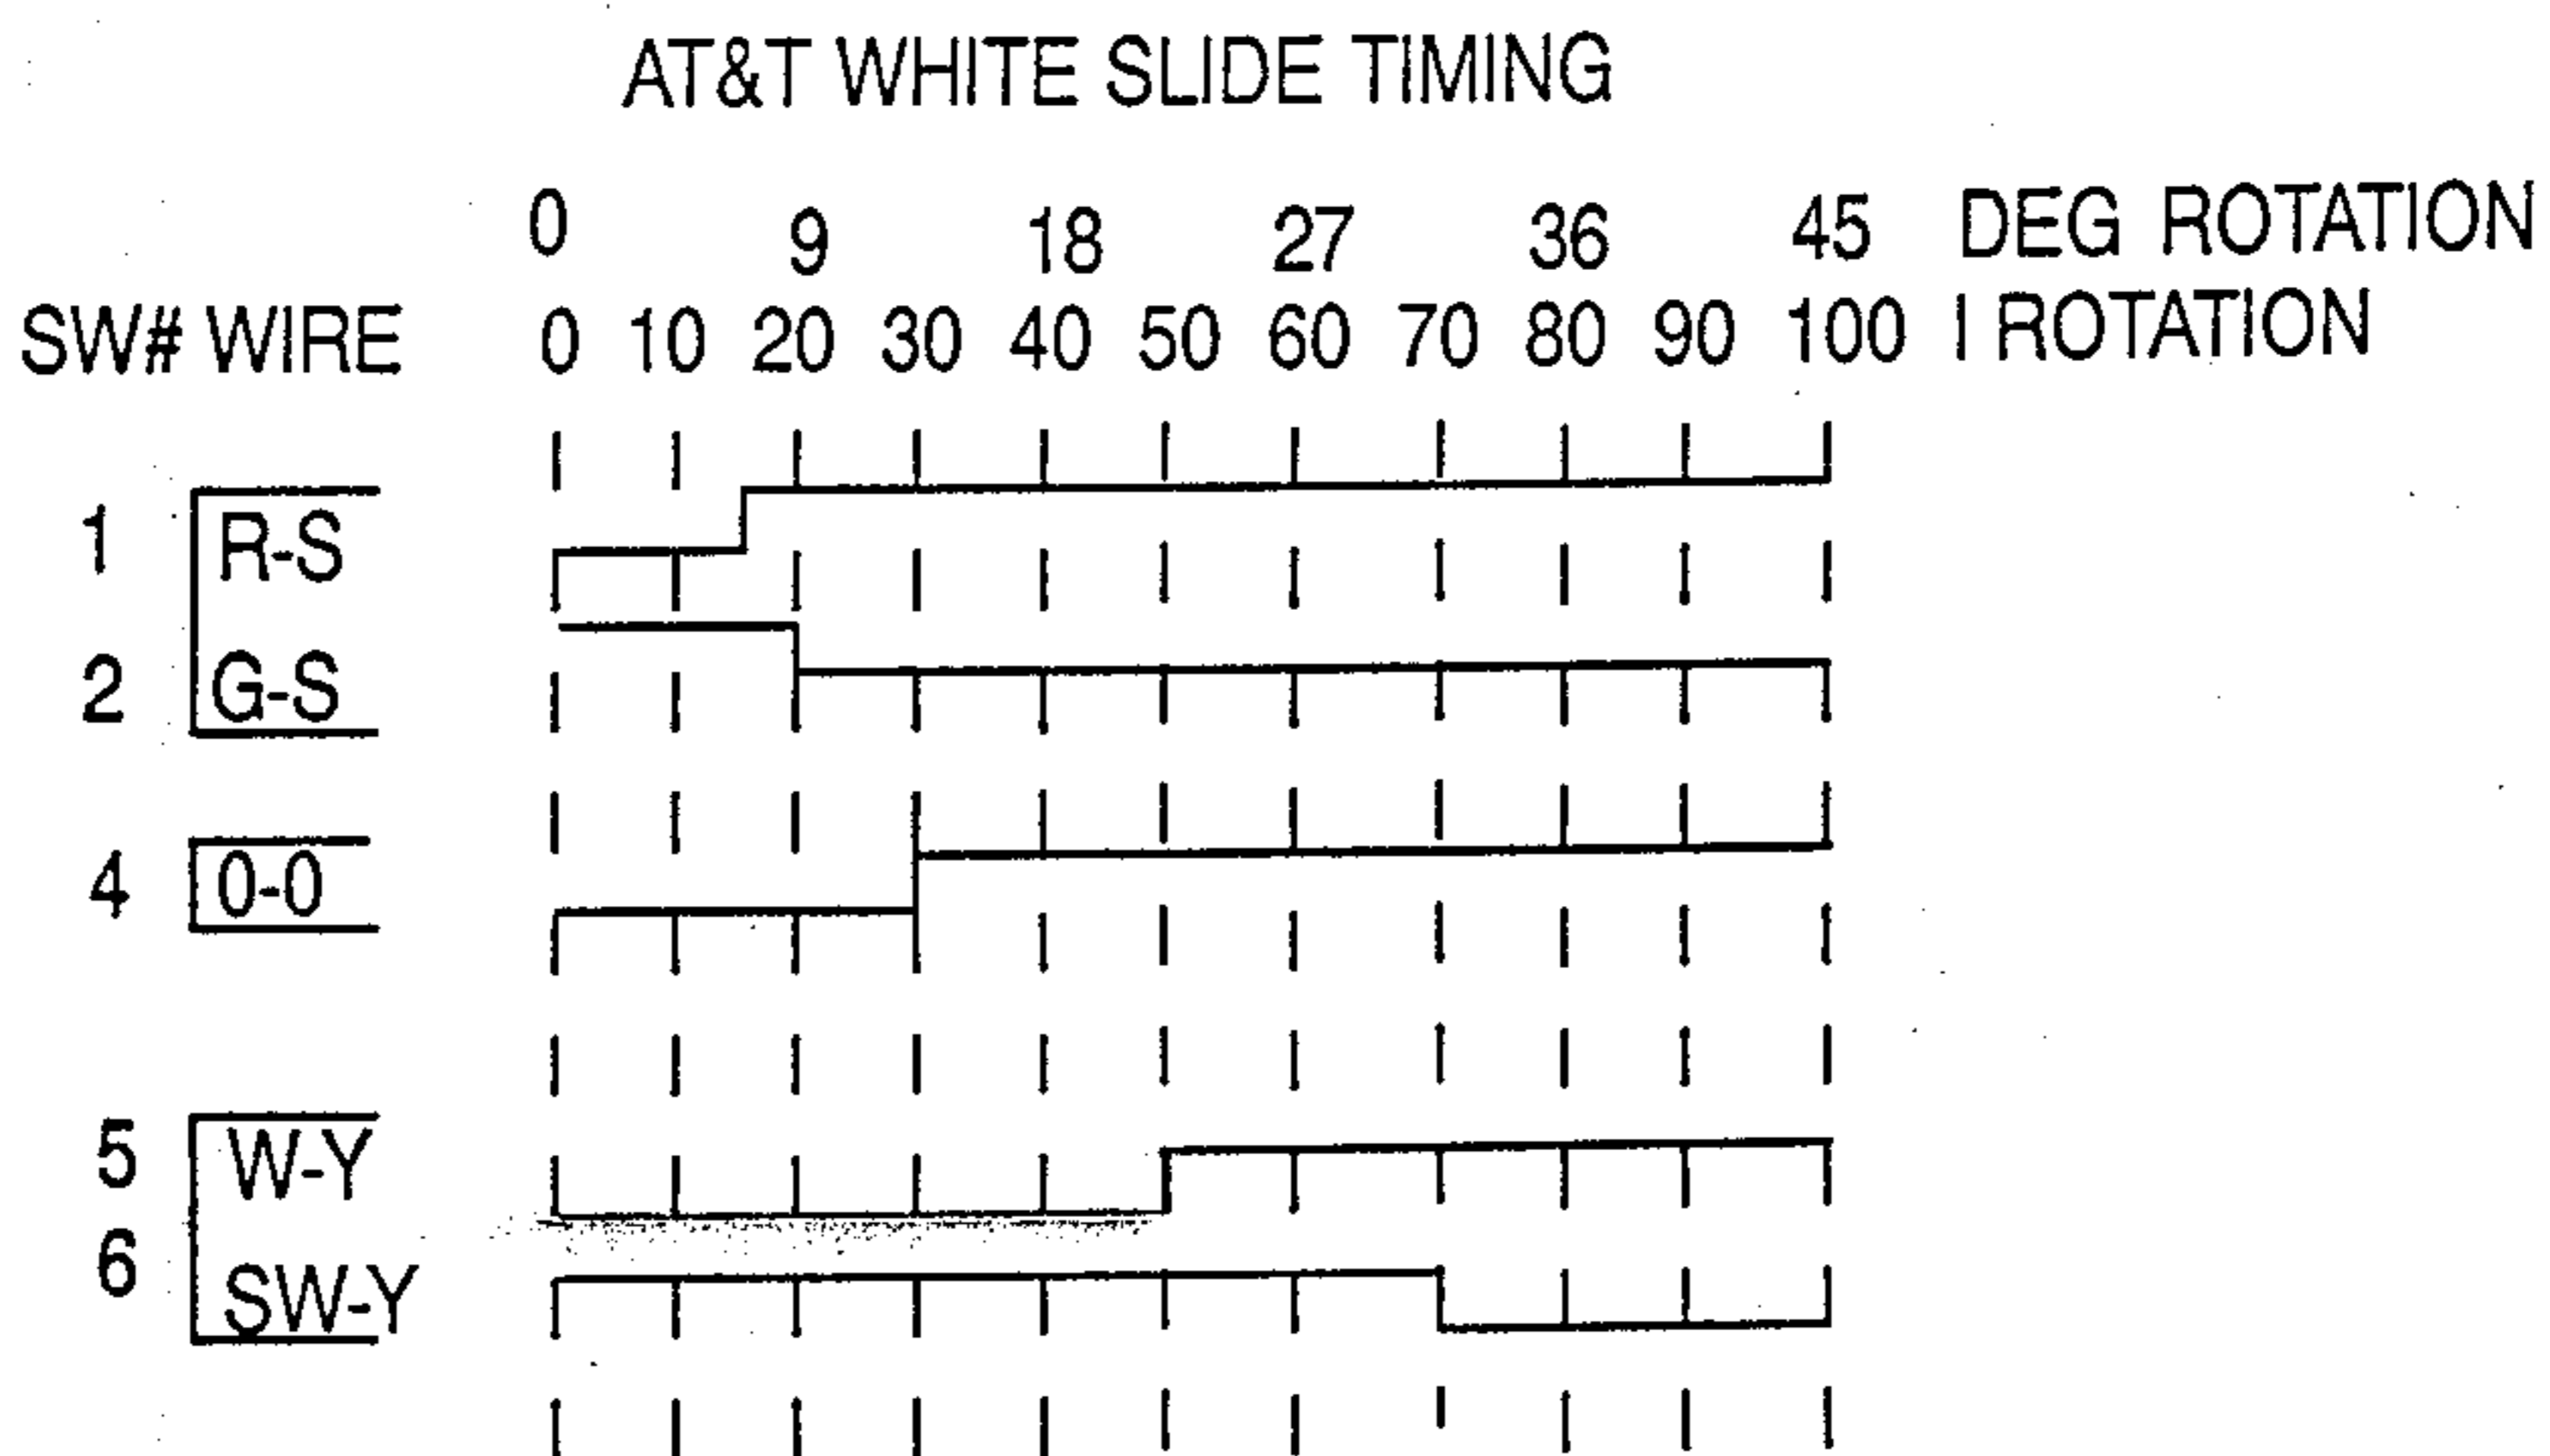 AT&T WHITE SLIDE TIMING
0 9 18 27 36 45 DEG ROTATION
SW# WIRE 0 10 20 30 40 50 60 70 80 90 100 I ROTATION
1 R-S
2 G-S
4 0-0
5 W-Y
6 SW-Y